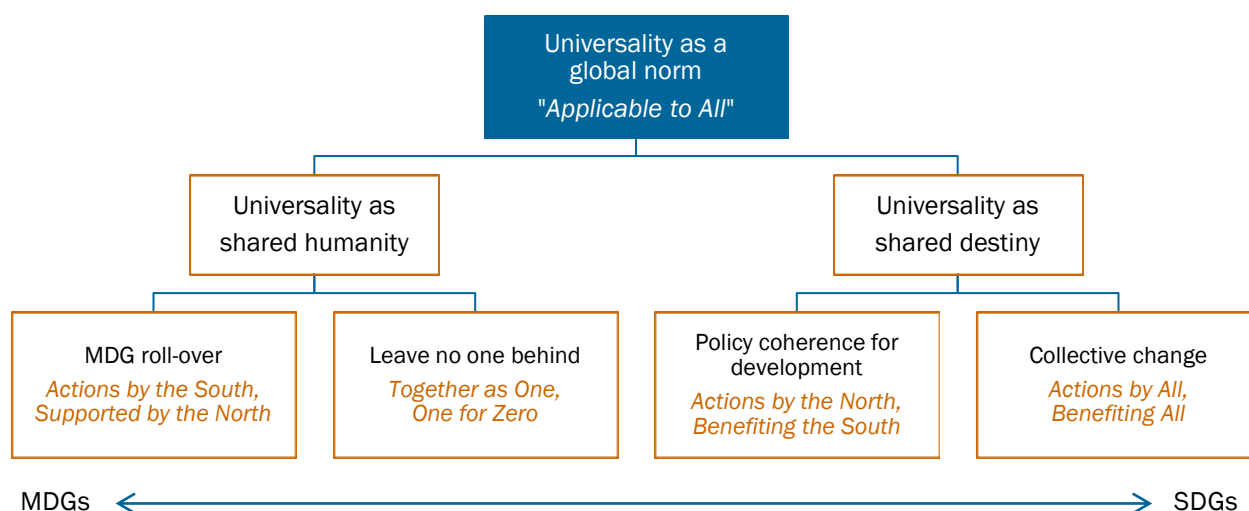 Universality as a
global norm
"Applicable to All"
Universality as
shared humanity
Universality as
shared destiny
MDG roll-over
Actions by the South,
Supported by the North
Leave no one behind
Together as One,
One for Zero
Policy coherence for
development
Actions by the North,
Benefiting the South
Collective change
Actions by All,
Benefiting All
MDGs
SDGs